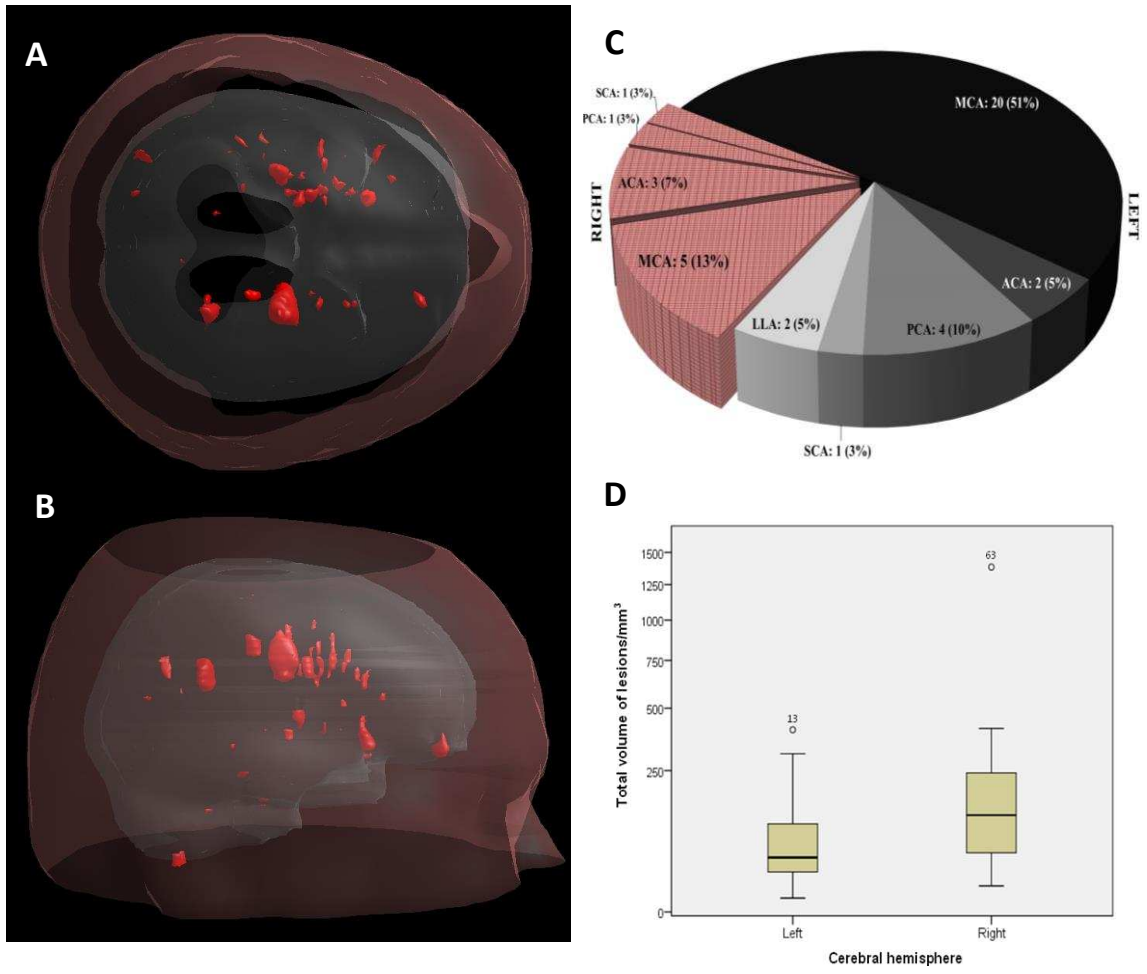 A
B
C
SCA: 1 (3%)
PCA: 1 (3%)
ACA: 3 (7%)
MCA: 5 (13%)
RIGHT
MCA: 20 (51%)
LEFT
ACA: 2 (5%)
PCA: 4 (10%)
LLA: 2 (5%)
SCA: 1 (3%)
D
Total volume of lesions/mm³
1500
1250
1000
750
500
250
0
13
63
Left
Right
Cerebral hemisphere